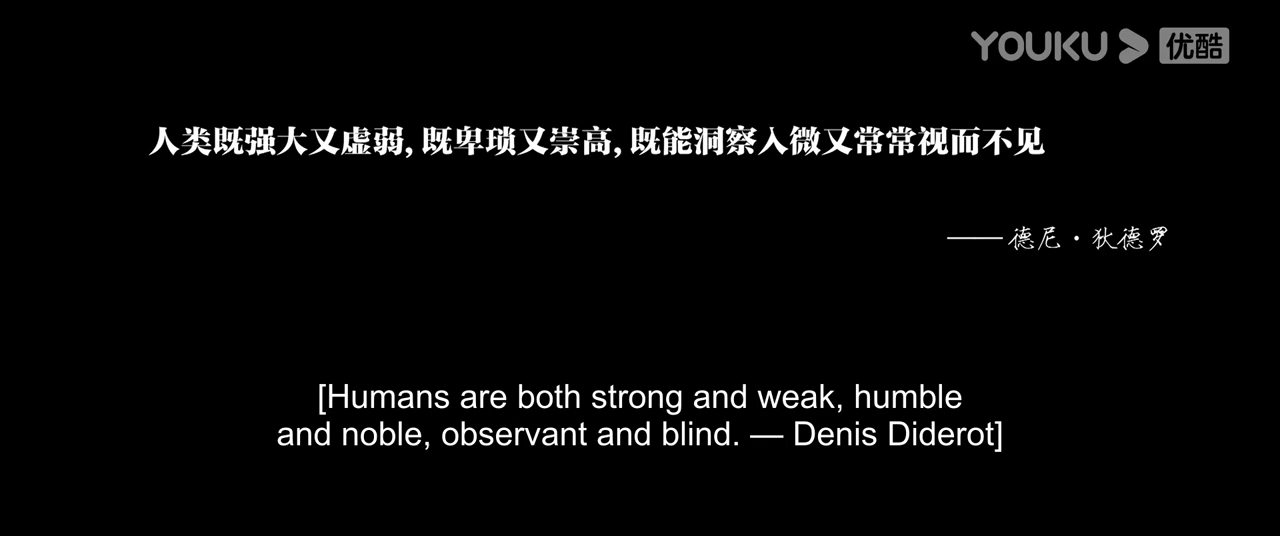 YOUKU 优酷
人类既强大又虚弱, 既卑琐又崇高, 既能洞察入微又常常视而不见
——德尼·狄德罗
[Humans are both strong and weak, humble
and noble, observant and blind. — Denis Diderot]